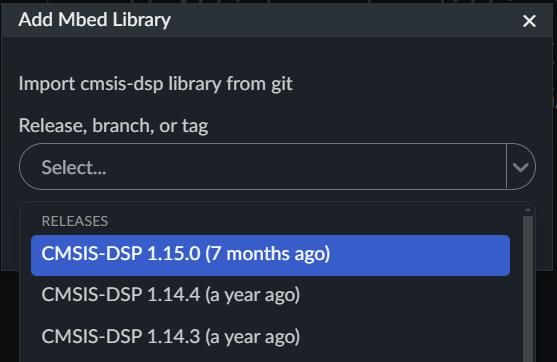 Add Mbed Library
Import cmsis-dsp library from git
Release, branch, or tag
Select...
RELEASES
CMSIS-DSP 1.15.0 (7 months ago)
CMSIS-DSP 1.14.4 (a year ago)
CMSIS-DSP 1.14.3 (a year ago)